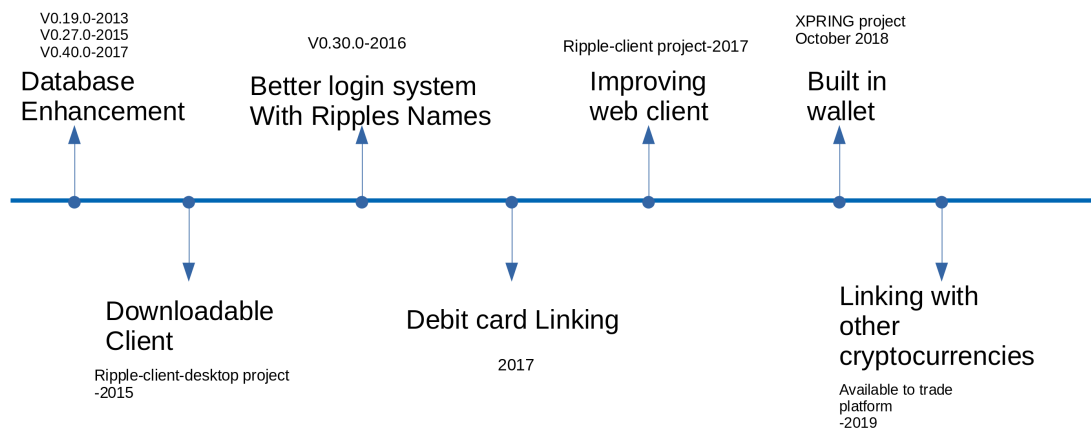 V0.19.0-2013
V0.27.0-2015
V0.40.0-2017
Database
Enhancement
V0.30.0-2016
Better login system
With Ripples Names
Ripple-client project-2017
Improving
web client
XPRING project
October 2018
Built in
wallet
Downloadable
Client
Ripple-client-desktop project
-2015
Debit card Linking
2017
Linking with
other
cryptocurrencies
Available to trade
platform
-2019